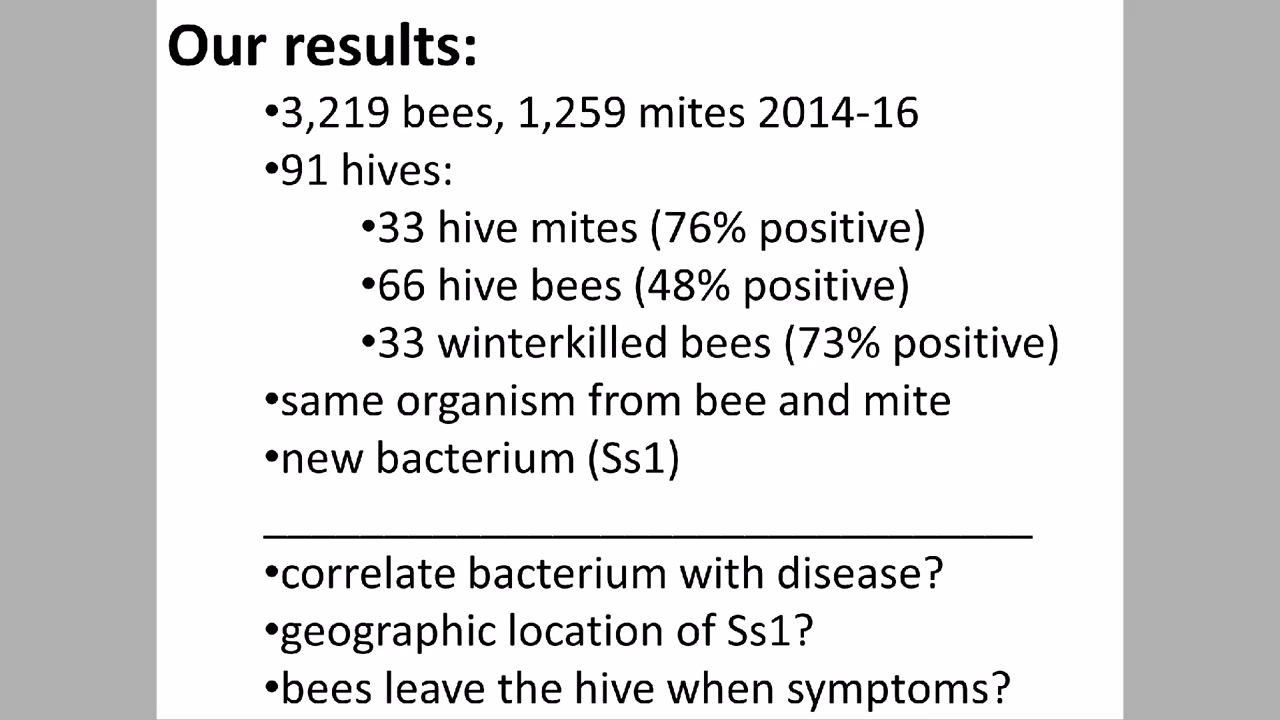 Our results:
•3,219 bees, 1,259 mites 2014-16
•91 hives:
•33 hive mites (76% positive)
•66 hive bees (48% positive)
•33 winterkilled bees (73% positive)
•same organism from bee and mite
•new bacterium (Ss1)
•correlate bacterium with disease?
•geographic location of Ss1?
•bees leave the hive when symptoms?